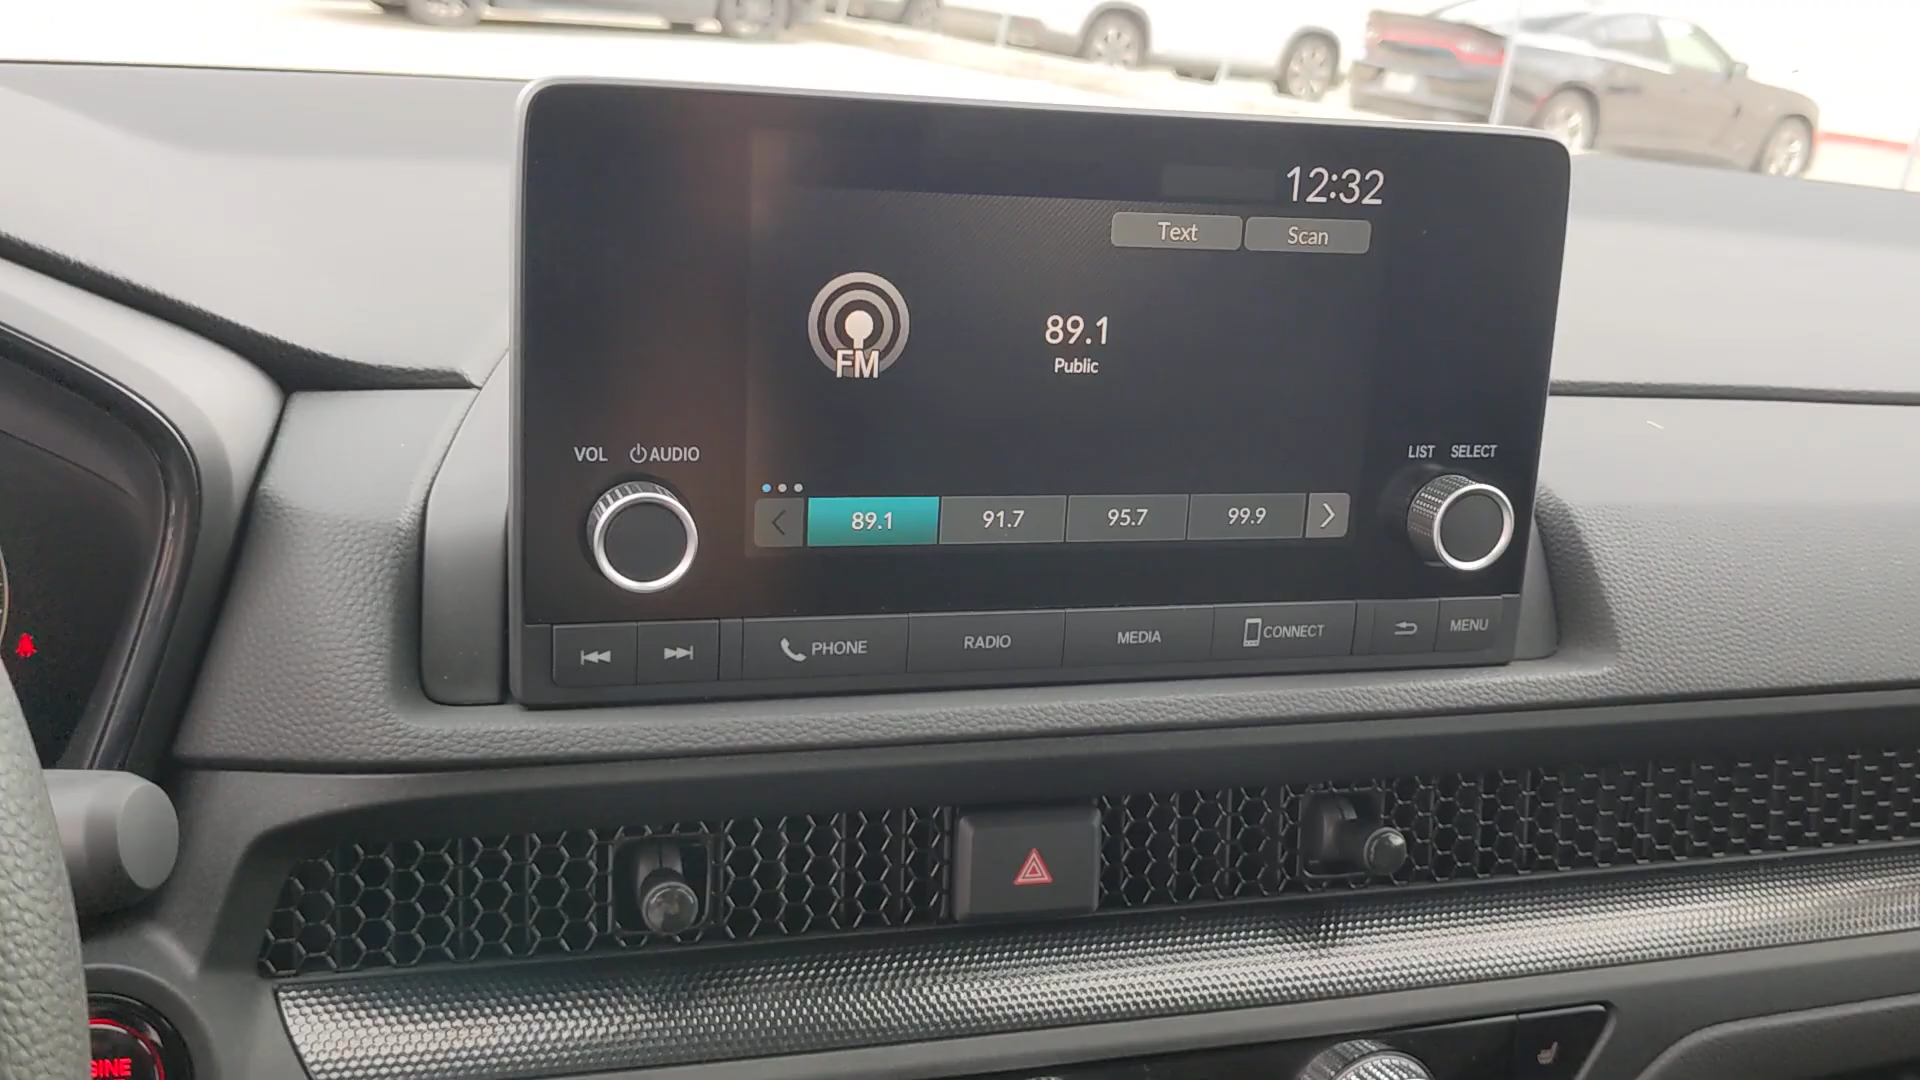 12:32
Text Scan
FM
89.1
Public
VOL AUDIO
LIST SELECT
89.1 91.7 95.7 99.9
PHONE RADIO MEDIA CONNECT MENU